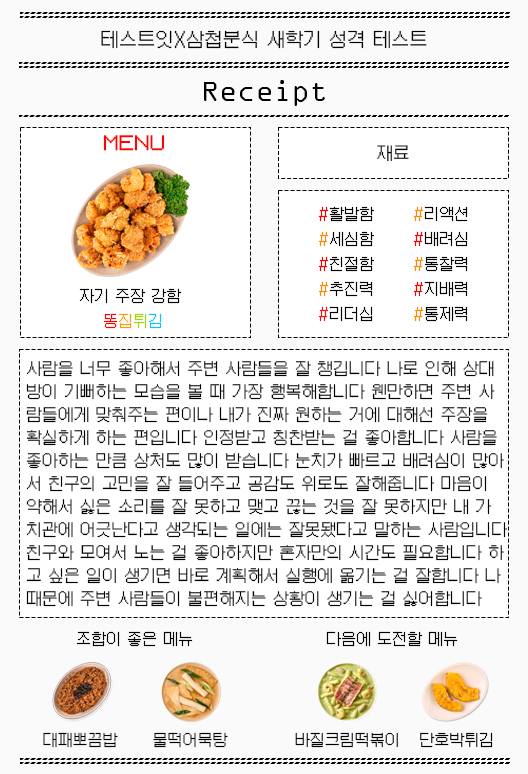 테스트잇X삼첩분식 새학기 성격 테스트
Receipt
MENU
자기 주장 강함
똥집튀김
재료
#활발함 #리액션
#세심함 #배려심
#친절함 #통찰력
#추진력 #지배력
#리더십 #통제력
사람을 너무 좋아해서 주변 사람들을 잘 챙깁니다 나로 인해 상대
방이 기뻐하는 모습을 볼 때 가장 행복해합니다 웬만하면 주변 사
람들에게 맞춰주는 편이나 내가 진짜 원하는 거에 대해선 주장을
확실하게 하는 편입니다 인정받고 칭찬받는 걸 좋아합니다 사람을
좋아하는 만큼 상처도 많이 받습니다 눈치가 빠르고 배려심이 많아
서 친구의 고민을 잘 들어주고 공감도 위로도 잘해줍니다 마음이
약해서 싫은 소리를 잘 못하고 맺고 끊는 것을 잘 못하지만 내 가
치관에 어긋난다고 생각되는 일에는 잘못됐다고 말하는 사람입니다
친구와 모여서 노는 걸 좋아하지만 혼자만의 시간도 필요합니다 하
고 싶은 일이 생기면 바로 계획해서 실행에 옮기는 걸 잘합니다 나
때문에 주변 사람들이 불편해지는 상황이 생기는 걸 싫어합니다
조합이 좋은 메뉴
다음에 도전할 메뉴
대패뽀끔밥
물떡어묵탕
바질크림떡볶이
단호박튀김